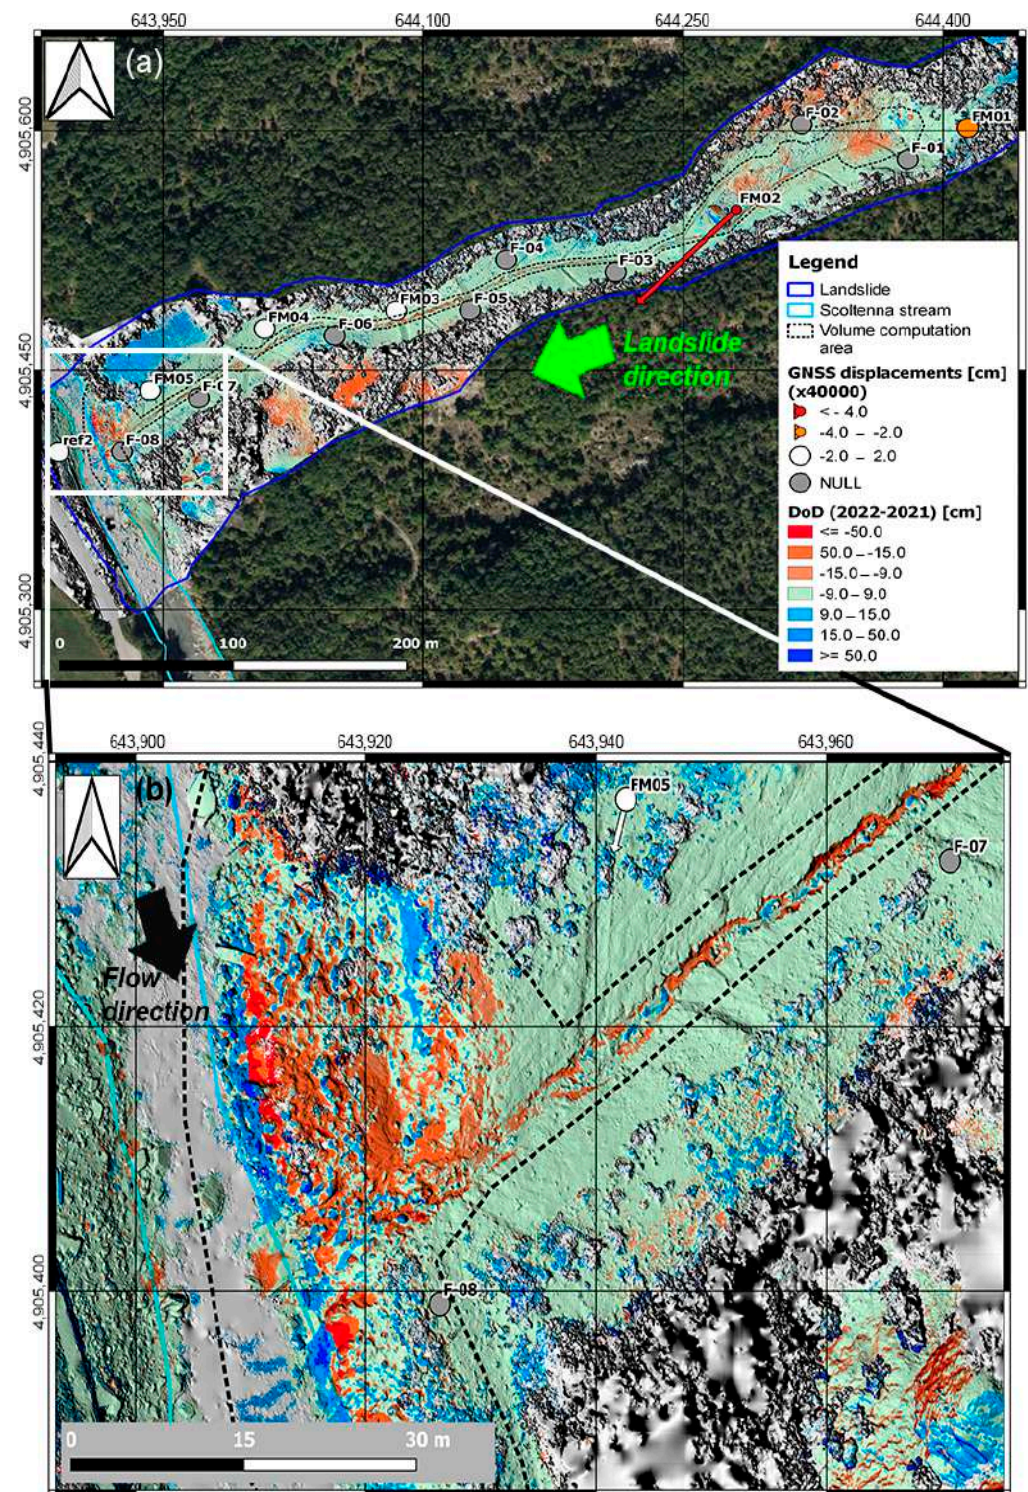 643,950 644,100 644,250 644,400
(a)
4,905,600
4,905,450
4,905,300
F-02
FM01
F-01
FM02
F-04
F-03
FM03
F-05
FM04
F-06
FM05
F-07
ref2
F-08
Landslide
direction
0 100 200 m
Legend
Landslide
Scoltenna stream
Volume computation
area
GNSS displacements [cm]
(x40000)
< - 4.0
-4.0 – -2.0
-2.0 – 2.0
NULL
DoD (2022-2021) [cm]
<= -50.0
50.0 – -15.0
-15.0 – -9.0
-9.0 – 9.0
9.0 – 15.0
15.0 – 50.0
>= 50.0
643,900 643,920 643,940 643,960
(b)
4,905,440
4,905,420
4,905,400
FM05
F-07
Flow
direction
F-08
0 15 30 m